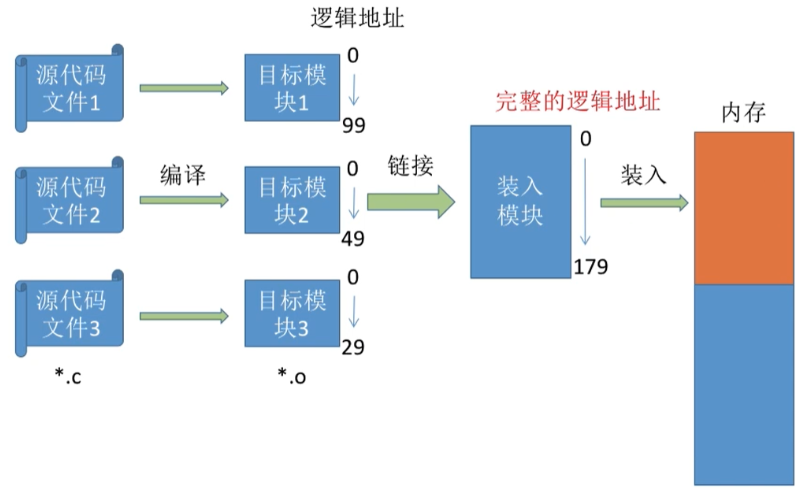 逻辑地址
源代码
文件1
目标模
块1
0
99
完整的逻辑地址
内存
源代码
文件2
编译
目标模
块2
0
49
链接
装入
模块
0
179
装入
源代码
文件3
目标模
块3
0
29
*.c
*.o